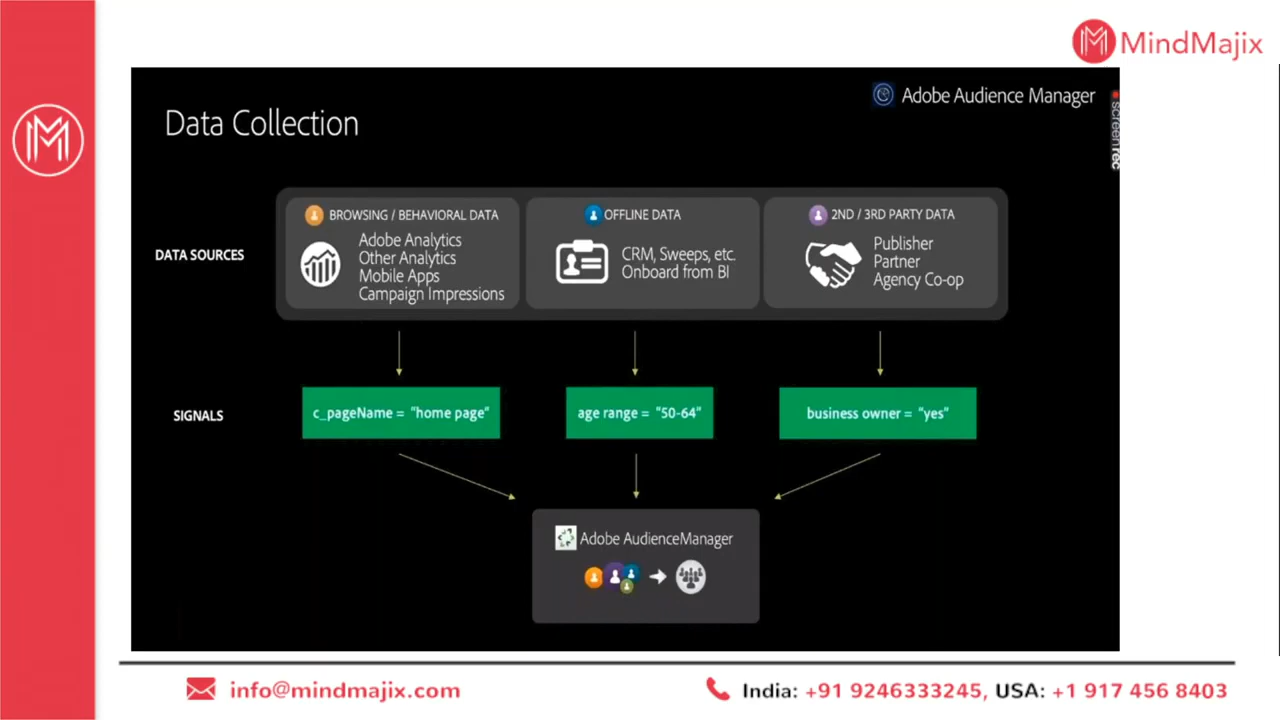 MindMajix
Adobe Audience Manager
Data Collection
screenrec
DATA SOURCES
BROWSING / BEHAVIORAL DATA
Adobe Analytics
Other Analytics
Mobile Apps
Campaign Impressions
OFFLINE DATA
CRM, Sweeps, etc.
Onboard from BI
2ND / 3RD PARTY DATA
Publisher
Partner
Agency Co-op
SIGNALS
c_pageName = "home page"
age range = "50-64"
business owner = "yes"
Adobe AudienceManager
info@mindmajix.com
India: +91 9246333245, USA: +1 917 456 8403